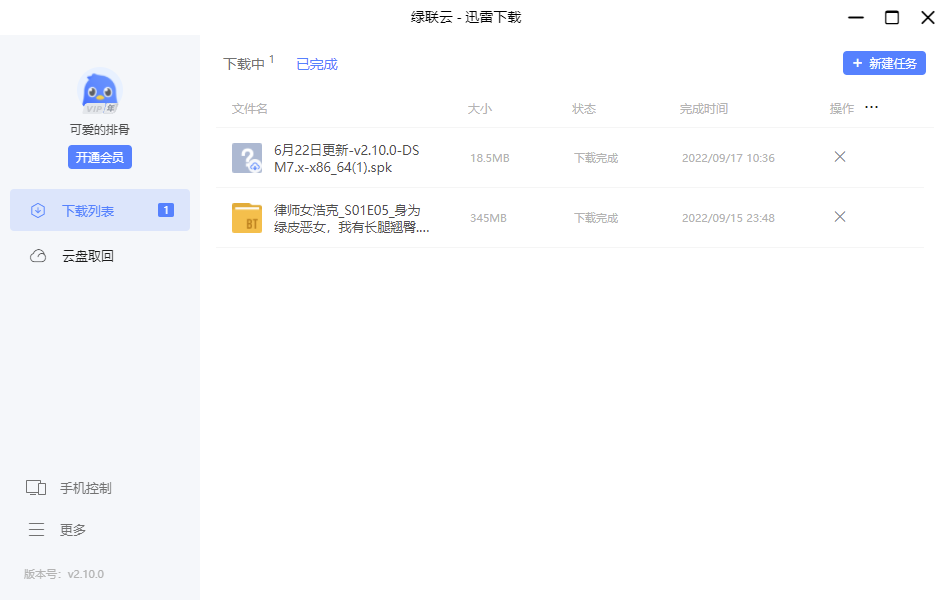 绿联云 - 迅雷下载
VIP年
可爱的排骨
开通会员
下载列表
1
云盘取回
手机控制
更多
版本号：v2.10.0
下载中 1
已完成
+ 新建任务
文件名
大小
状态
完成时间
操作 ...
6月22日更新-v2.10.0-DS
M7.x-x86_64(1).spk
18.5MB
下载完成
2022/09/17 10:36
BT
律师女浩克_S01E05_身为
绿皮恶女，我有长腿翘臀....
345MB
下载完成
2022/09/15 23:48